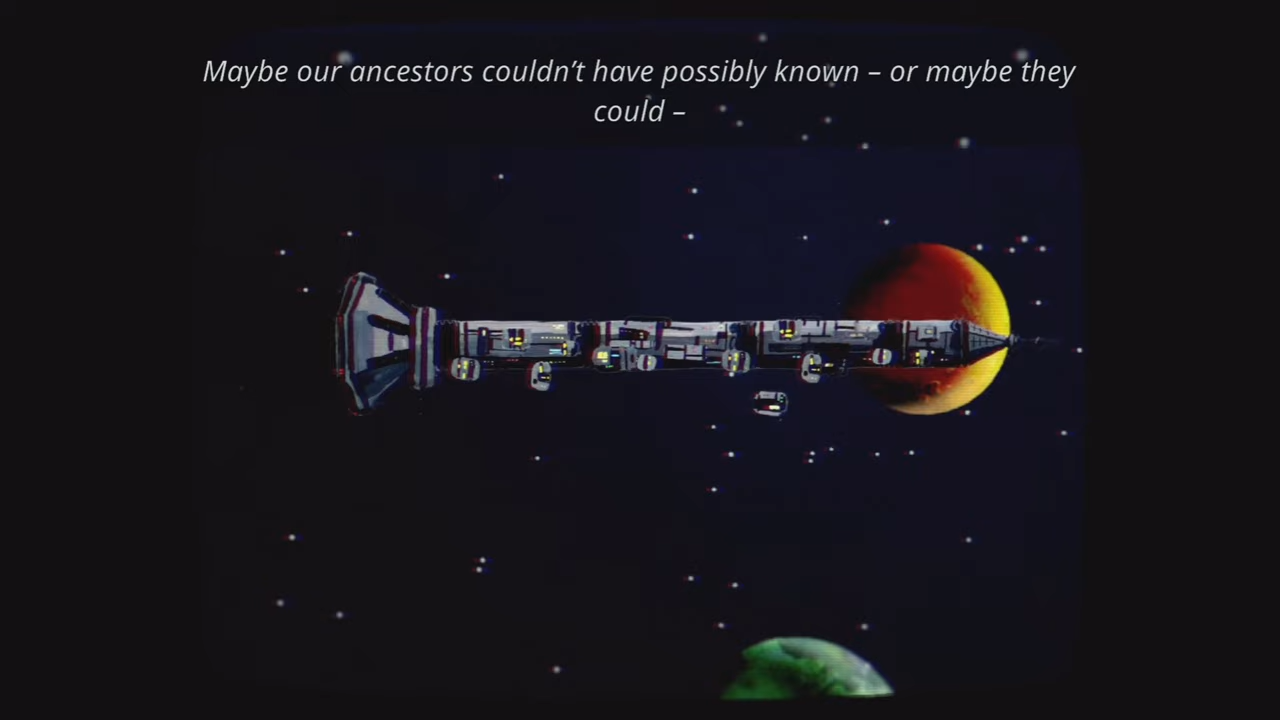 Maybe our ancestors couldn’t have possibly known – or maybe they
could –